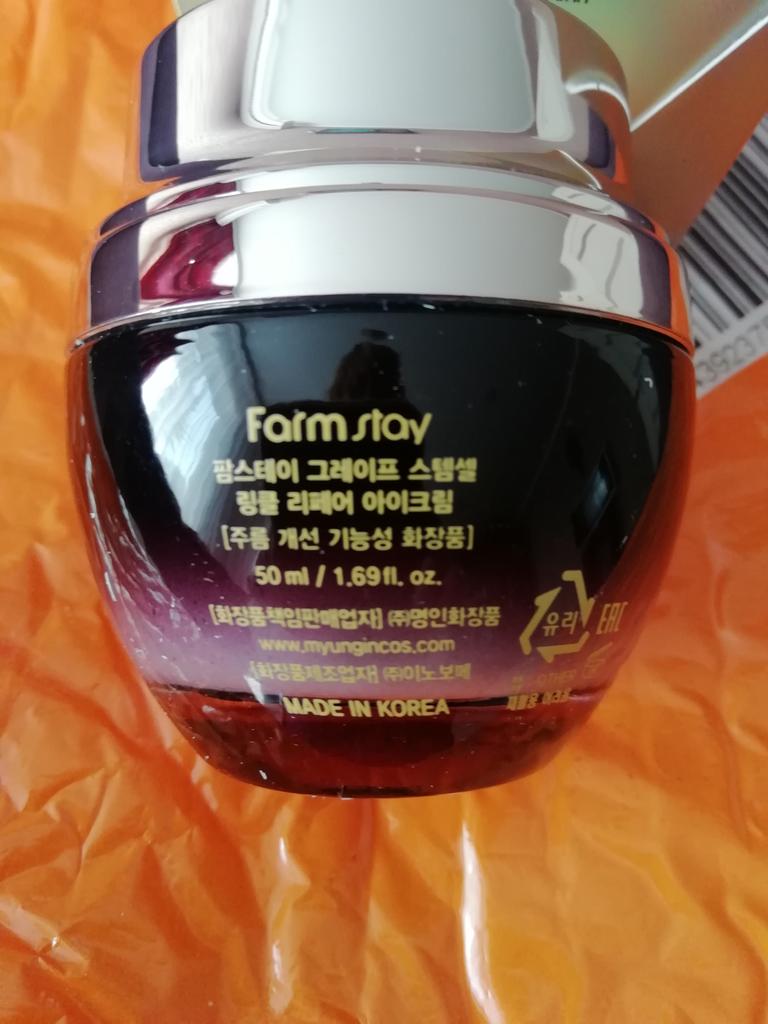 Farm stay
팜스테이 그레이프 스템셀
링클 리페어 아이크림
[주름 개선 기능성 화장품]
50 ml / 1.69fl. oz.
[화장품책임판매업자] ㈜명인화장품
www.myungincos.com
[화장품제조업자] ㈜이노보메
MADE IN KOREA
유리
EAC
OTHER